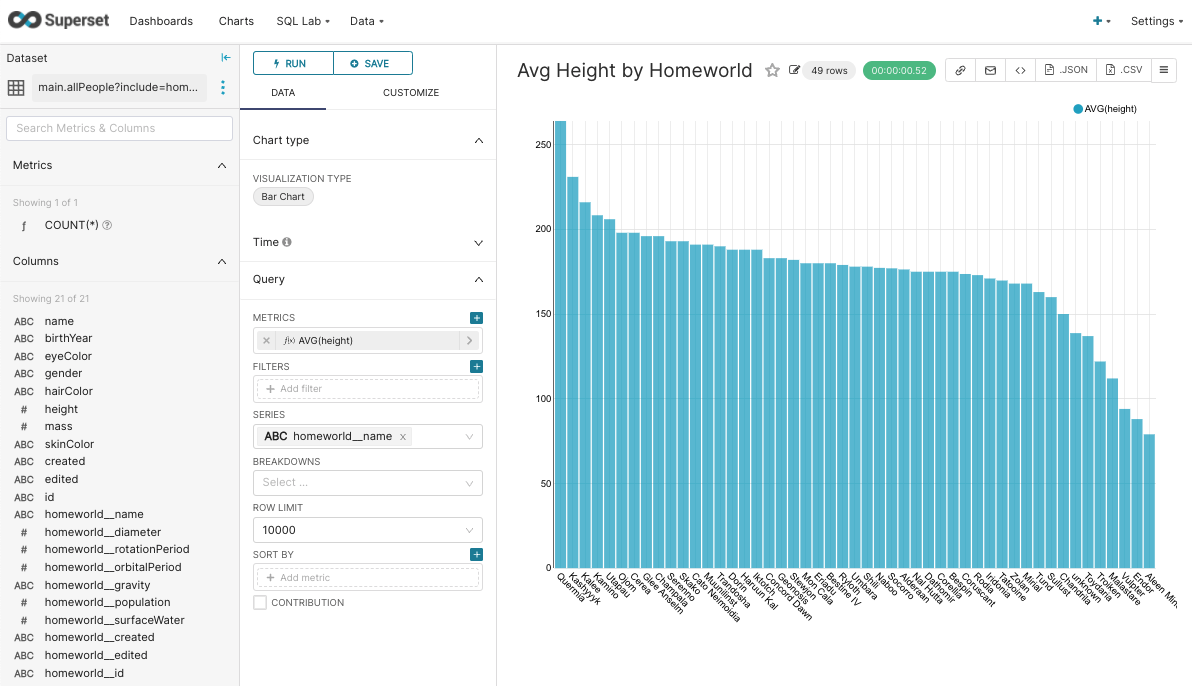 Superset Dashboards Charts SQL Lab Data Settings
Dataset
main.allPeople?include=hom...
Search Metrics & Columns
Metrics
Showing 1 of 1
ƒ COUNT(*)
Columns
Showing 21 of 21
ABC name
ABC birthYear
ABC eyeColor
ABC gender
ABC hairColor
# height
# mass
ABC skinColor
ABC created
ABC edited
ABC id
ABC homeworld__name
# homeworld__diameter
# homeworld__rotationPeriod
# homeworld__orbitalPeriod
ABC homeworld__gravity
# homeworld__population
# homeworld__surfaceWater
ABC homeworld__created
ABC homeworld__edited
ABC homeworld__id
RUN SAVE
DATA CUSTOMIZE
Chart type
VISUALIZATION TYPE
Bar Chart
Time
Query
METRICS
f(x) AVG(height)
FILTERS
+ Add filter
SERIES
ABC homeworld__name x
BREAKDOWNS
Select ...
ROW LIMIT
10000
SORT BY
+ Add metric
CONTRIBUTION
Avg Height by Homeworld 49 rows 00:00:00.52 .JSON .CSV
AVG(height)
250
200
150
100
50
0
Quermia
Kashyyyk
Kalee
Kamino
Utapau
Ojom
Cerea
Glee Anselm
Champala
Serenno
Skako
Cato Neimoidia
Muunilinst
Trandosha
Dorin
Haruun Kal
Iktotch
Concord Dawn
Geonosis
Stewjon
Mon Cala
Eriadu
Bestine IV
Ryloth
Umbara
Shili
Naboo
Socorro
Alderaan
Nal Hutta
Dathomir
Corellia
Bespin
Coruscant
Rodia
Iridonia
Tatooine
Zolan
Mirial
Tund
Sullust
Chandrila
unknown
Toydaria
Troiken
Malastare
Vulpter
Endor
Aleen Min